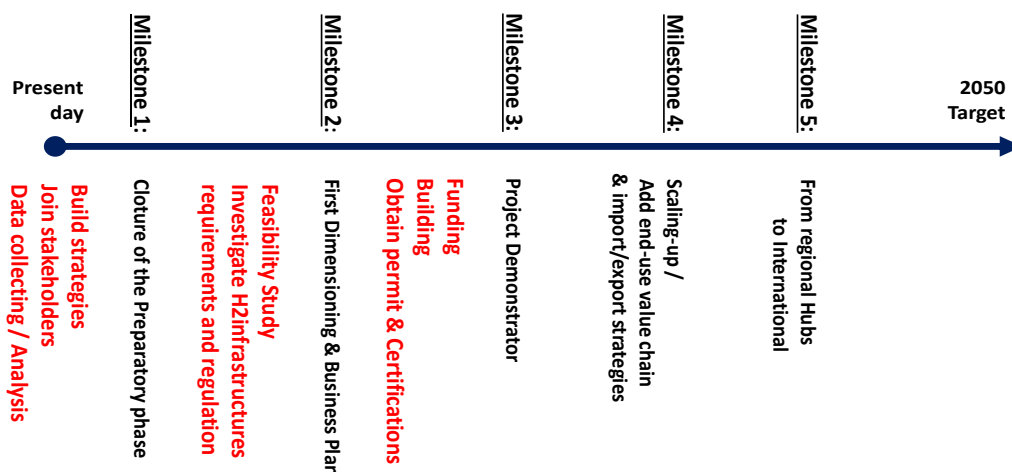 Present
day
2050
Target
Milestone 1:
Milestone 2:
Milestone 3:
Milestone 4:
Milestone 5:
Build strategies
Join stakeholders
Data collecting / Analysis
Cloture of the Preparatory phase
Feasibility Study
Investigate H2infrastructures
requirements and regulation
First Dimensioning & Business Plan
Funding
Building
Obtain permit & Certifications
Project Demonstrator
Scaling-up /
Add end-use value chain
& import/export strategies
From regional Hubs
to International